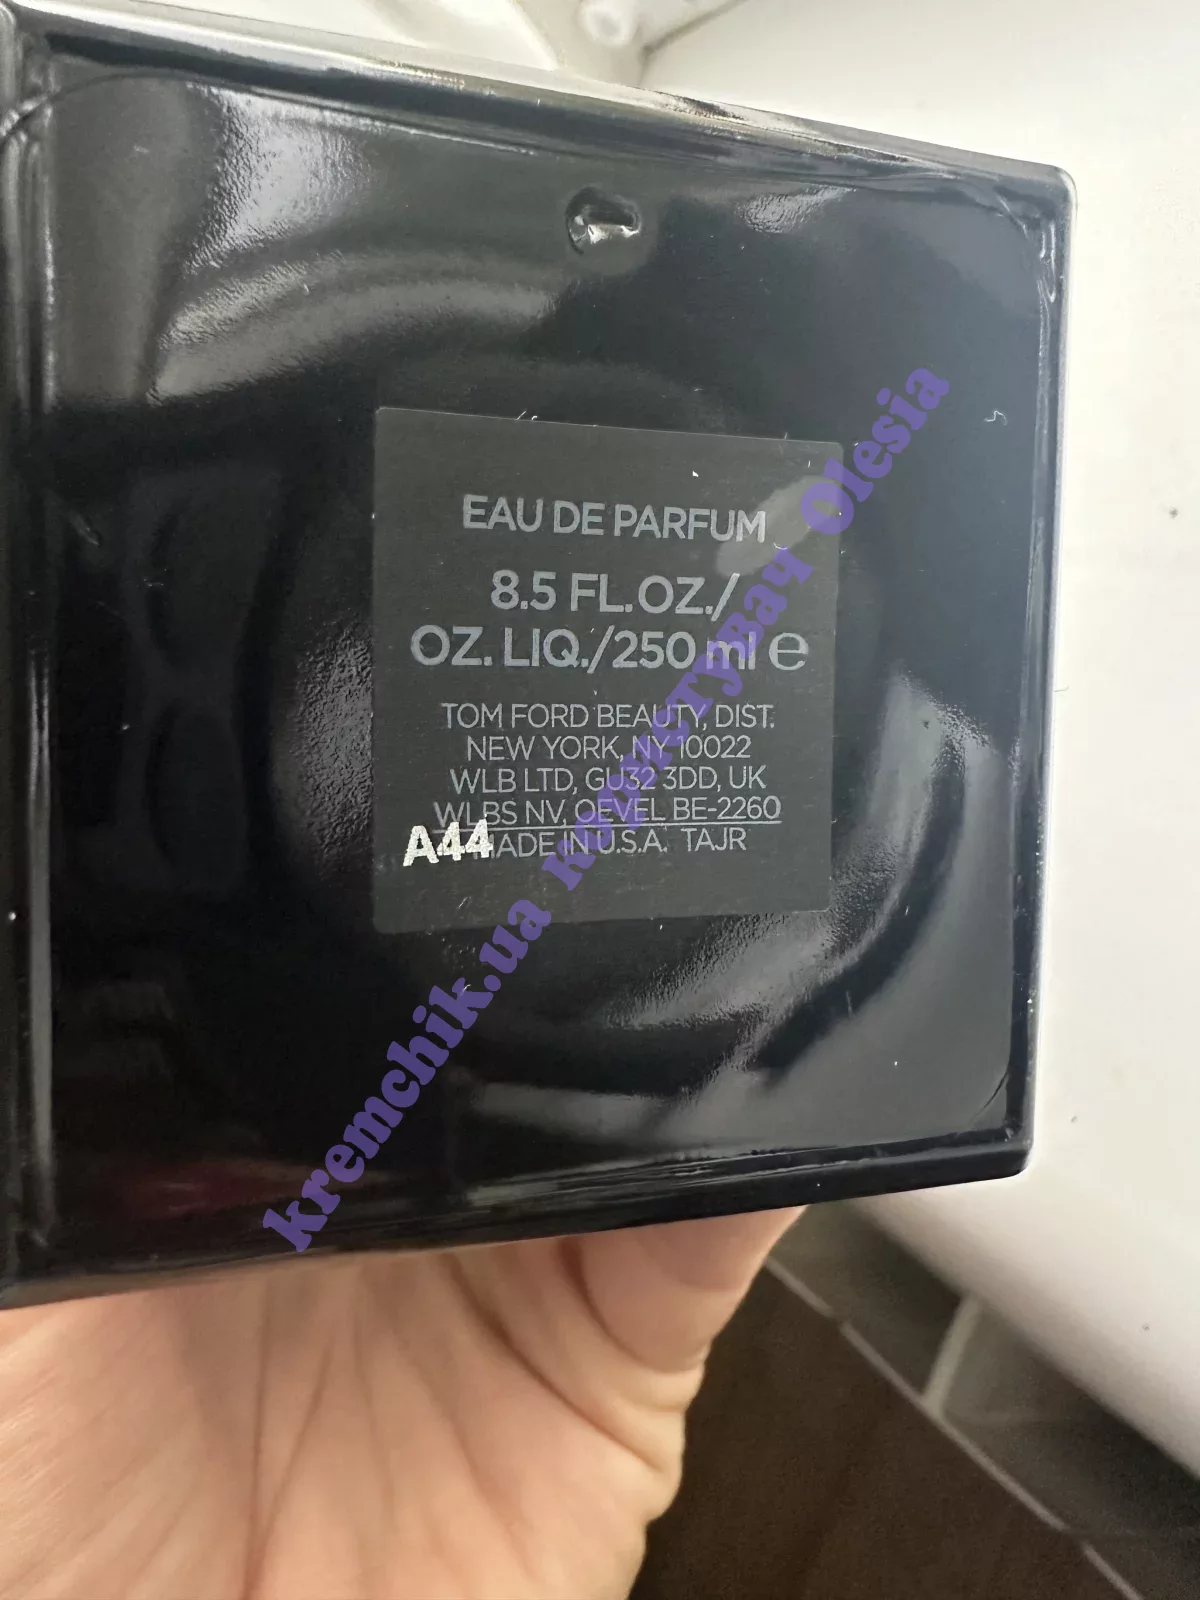 EAU DE PARFUM
8.5 FL.OZ./
OZ. LIQ./250 ml e
TOM FORD BEAUTY, DIST.
NEW YORK, NY 10022
WLB LTD, GU32 3DD, UK
WLBS NV, OEVEL BE-2260
A44 MADE IN U.S.A. TAJR
kremchik.ua користувач Olesia